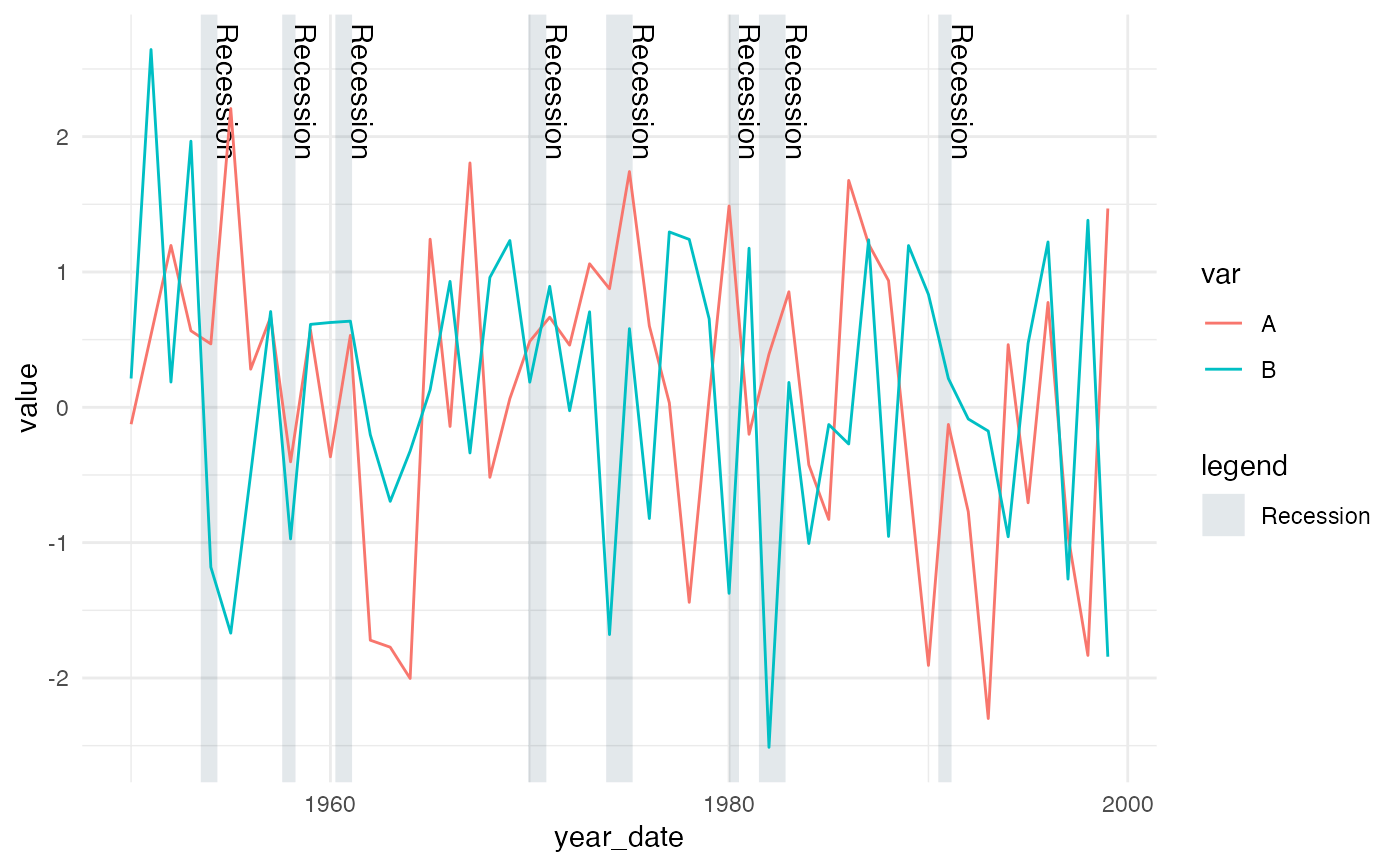 Recession
Recession
Recession
Recession
Recession
Recession
Recession
Recession
2
1
0
-1
-2
value
1960
1980
2000
year_date
var
A
B
legend
Recession